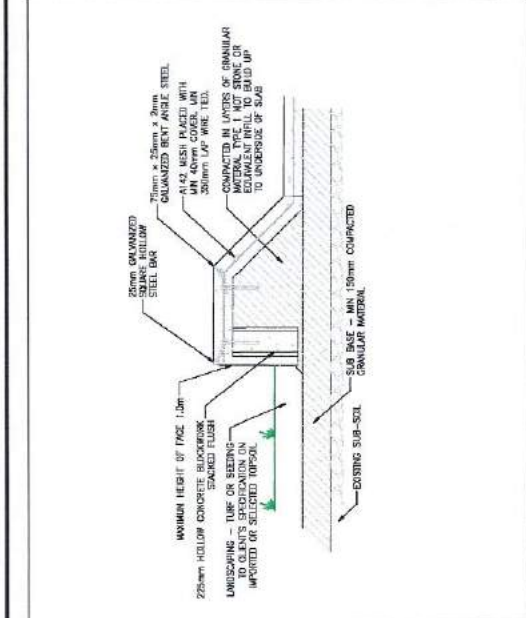 25mm GALVANIZED
SQUARE HOLLOW
STEEL BAR
75mm x 25mm x 2mm
GALVANIZED BENT ANGLE STEEL
A142 MESH PLACED WITH
MIN 40mm COVER, MIN
350mm LAP WIRE TIED.
COMPACTED IN LAYERS OF GRANULAR
MATERIAL TYPE 1 MOT STONE OR
EQUIVALENT INFILL TO BUILD UP
TO UNDERSIDE OF SLAB
MAXIMUM HEIGHT OF FACE 1.0m
225mm HOLLOW CONCRETE BLOCKWORK
STACKED FLUSH
LANDSCAPING - TURF OR SEEDING
TO CLIENT'S SPECIFICATION ON
IMPORTED OR SELECTED TOPSOIL
SUB BASE - MIN 150mm COMPACTED
GRANULAR MATERIAL
EXISTING SUB-SOIL